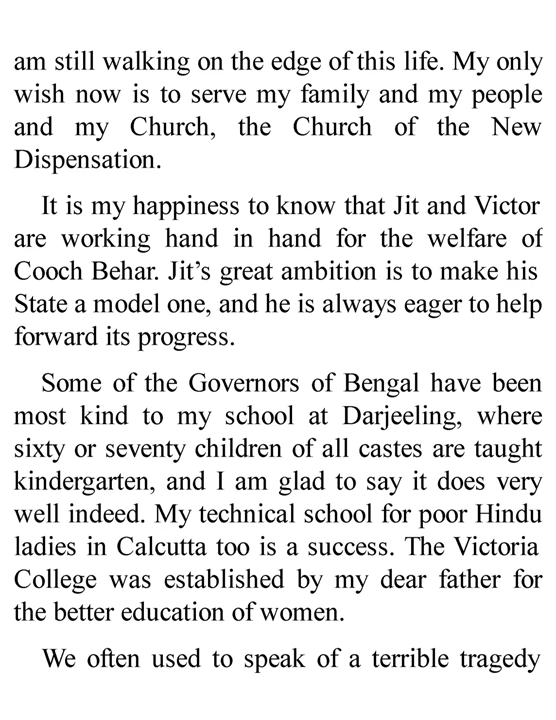 am still walking on the edge of this life. My only
wish now is to serve my family and my people
and my Church, the Church of the New
Dispensation.
It is my happiness to know that Jit and Victor
are working hand in hand for the welfare of
Cooch Behar. Jit’s great ambition is to make his
State a model one, and he is always eager to help
forward its progress.
Some of the Governors of Bengal have been
most kind to my school at Darjeeling, where
sixty or seventy children of all castes are taught
kindergarten, and I am glad to say it does very
well indeed. My technical school for poor Hindu
ladies in Calcutta too is a success. The Victoria
College was established by my dear father for
the better education of women.
We often used to speak of a terrible tragedy